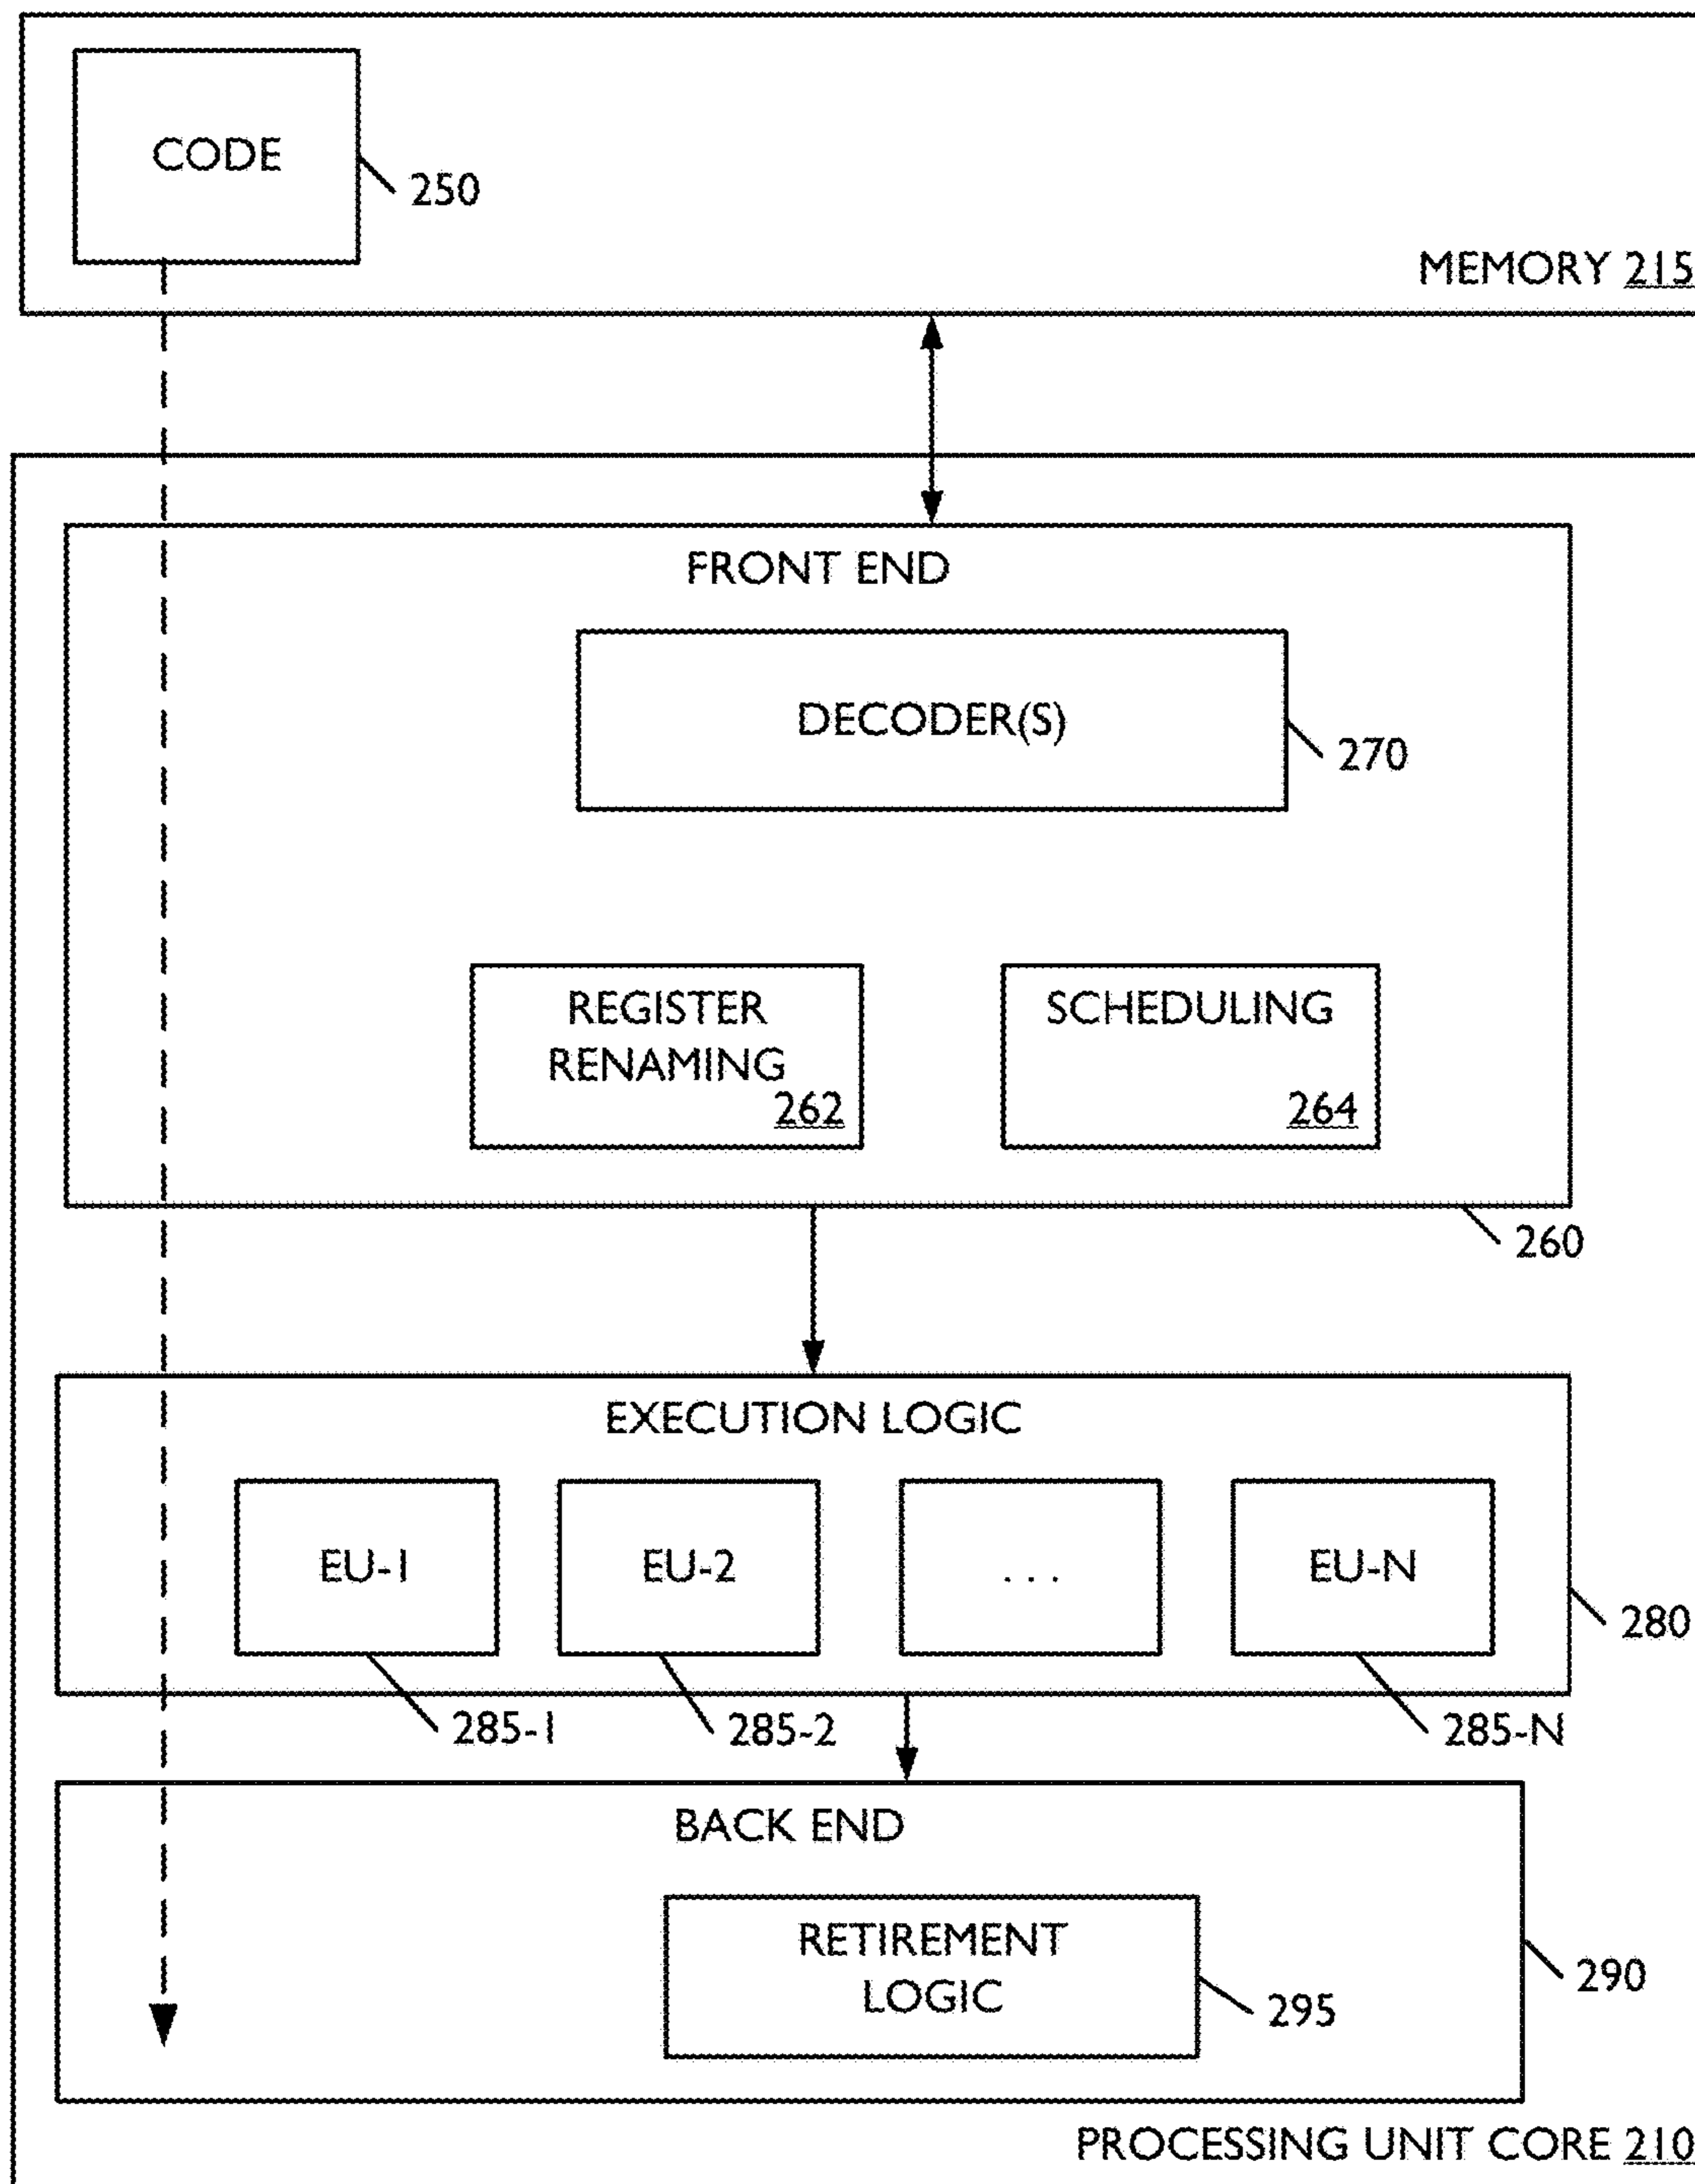 CODE
250
MEMORY 215
FRONT END
DECODER(S)
270
REGISTER
RENAMING
262
SCHEDULING
264
260
EXECUTION LOGIC
EU-1
EU-2
...
EU-N
280
285-1
285-2
285-N
BACK END
RETIREMENT
LOGIC
295
290
PROCESSING UNIT CORE 210